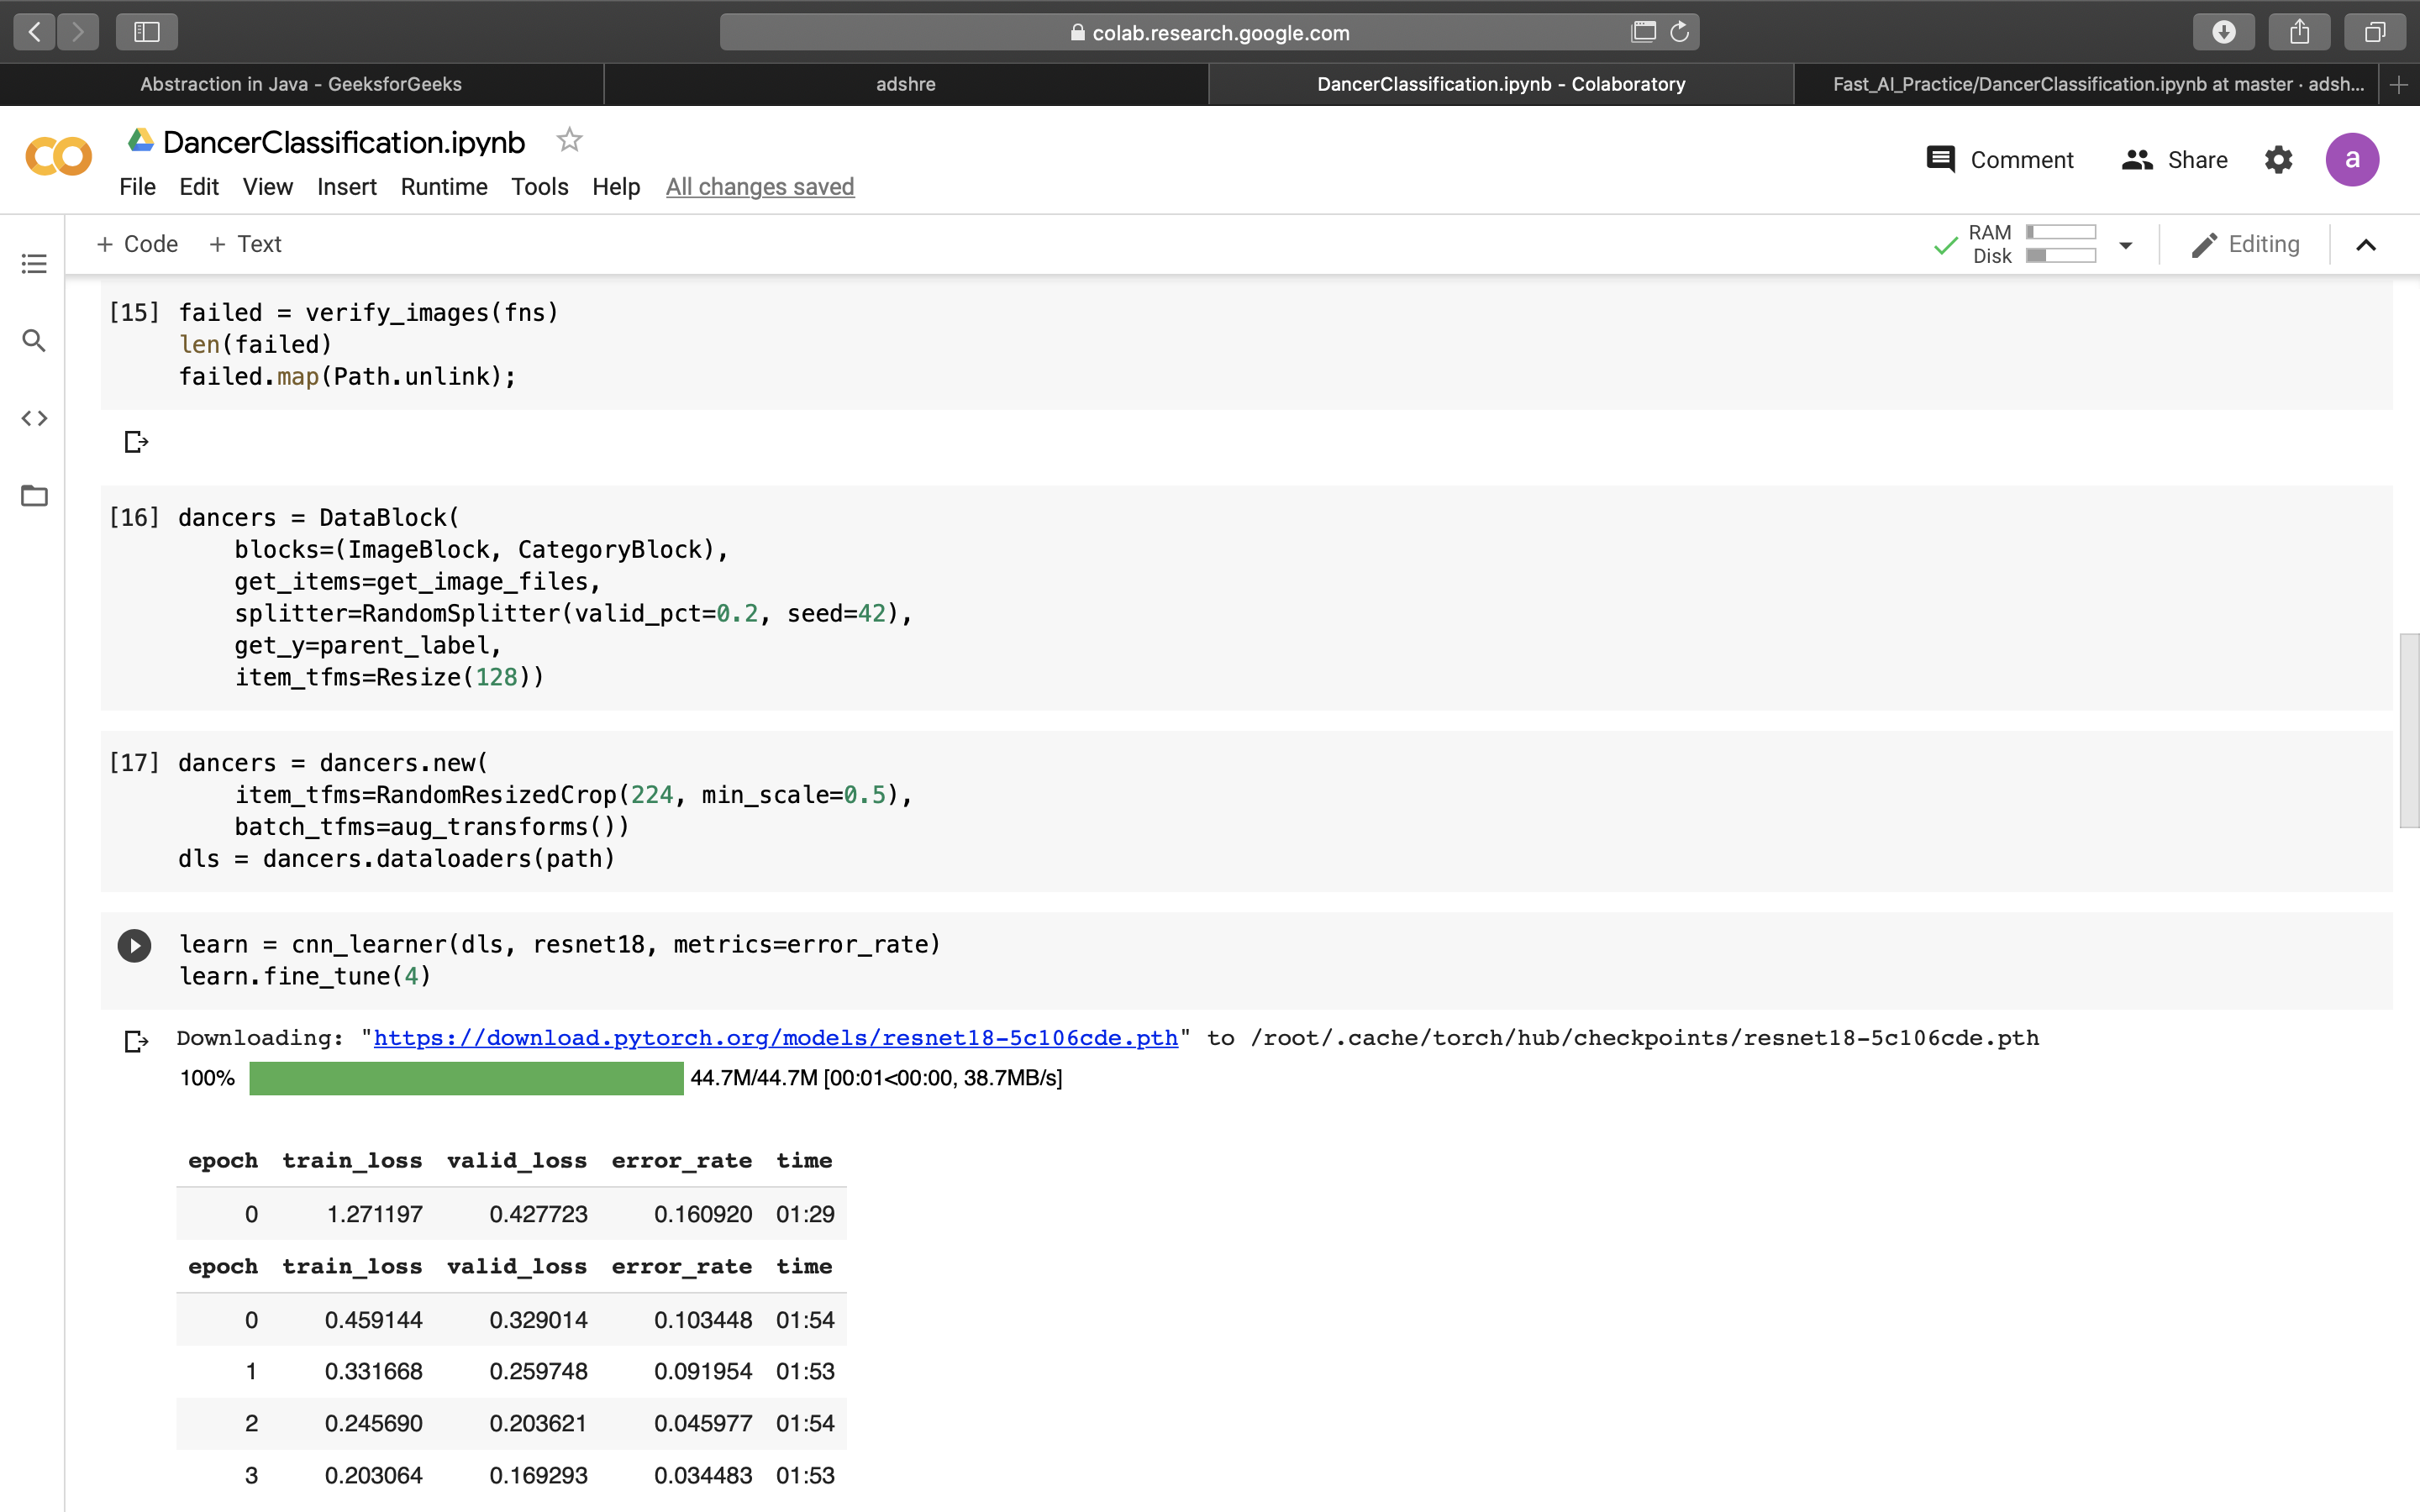 colab.research.google.com
Abstraction in Java - GeeksforGeeks
adshre
DancerClassification.ipynb - Colaboratory
Fast_AI_Practice/DancerClassification.ipynb at master · adsh...
DancerClassification.ipynb
Comment
Share
a
File Edit View Insert Runtime Tools Help All changes saved
+ Code + Text
RAM
Disk
Editing
[15] failed = verify_images(fns)
len(failed)
failed.map(Path.unlink);
[16] dancers = DataBlock(
blocks=(ImageBlock, CategoryBlock),
get_items=get_image_files,
splitter=RandomSplitter(valid_pct=0.2, seed=42),
get_y=parent_label,
item_tfms=Resize(128))
[17] dancers = dancers.new(
item_tfms=RandomResizedCrop(224, min_scale=0.5),
batch_tfms=aug_transforms())
dls = dancers.dataloaders(path)
learn = cnn_learner(dls, resnet18, metrics=error_rate)
learn.fine_tune(4)
Downloading: "https://download.pytorch.org/models/resnet18-5c106cde.pth" to /root/.cache/torch/hub/checkpoints/resnet18-5c106cde.pth
100% 44.7M/44.7M [00:01<00:00, 38.7MB/s]
epoch train_loss valid_loss error_rate time
0 1.271197 0.427723 0.160920 01:29
epoch train_loss valid_loss error_rate time
0 0.459144 0.329014 0.103448 01:54
1 0.331668 0.259748 0.091954 01:53
2 0.245690 0.203621 0.045977 01:54
3 0.203064 0.169293 0.034483 01:53